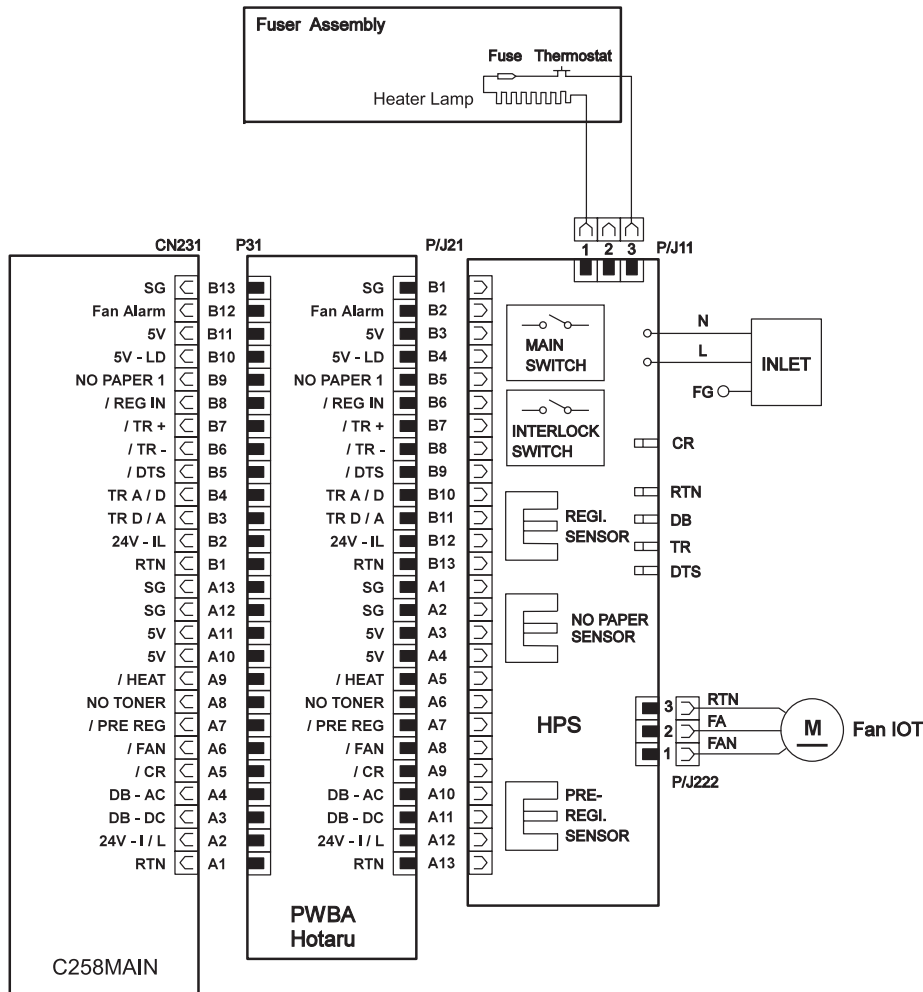 Fuser Assembly
Fuse Thermostat
Heater Lamp
1 2 3 P/J11
CN231 P31 P/J21
SG B13 SG B1
Fan Alarm B12 Fan Alarm B2
5V B11 5V B3
5V - LD B10 5V - LD B4
NO PAPER 1 B9 NO PAPER 1 B5
/ REG IN B8 / REG IN B6
/ TR + B7 / TR + B7
/ TR - B6 / TR - B8
/ DTS B5 / DTS B9
TR A / D B4 TR A / D B10
TR D / A B3 TR D / A B11
24V - IL B2 24V - IL B12
RTN B1 RTN B13
SG A13 SG A1
SG A12 SG A2
5V A11 5V A3
5V A10 5V A4
/ HEAT A9 / HEAT A5
NO TONER A8 NO TONER A6
/ PRE REG A7 / PRE REG A7
/ FAN A6 / FAN A8
/ CR A5 / CR A9
DB - AC A4 DB - AC A10
DB - DC A3 DB - DC A11
24V - I / L A2 24V - I / L A12
RTN A1 RTN A13
C258MAIN
PWBA
Hotaru
MAIN
SWITCH
INTERLOCK
SWITCH
REGI.
SENSOR
NO PAPER
SENSOR
HPS
PRE-
REGI.
SENSOR
N
L
FG
INLET
CR
RTN
DB
TR
DTS
3 RTN
2 FA
1 FAN
M
Fan IOT
P/J222